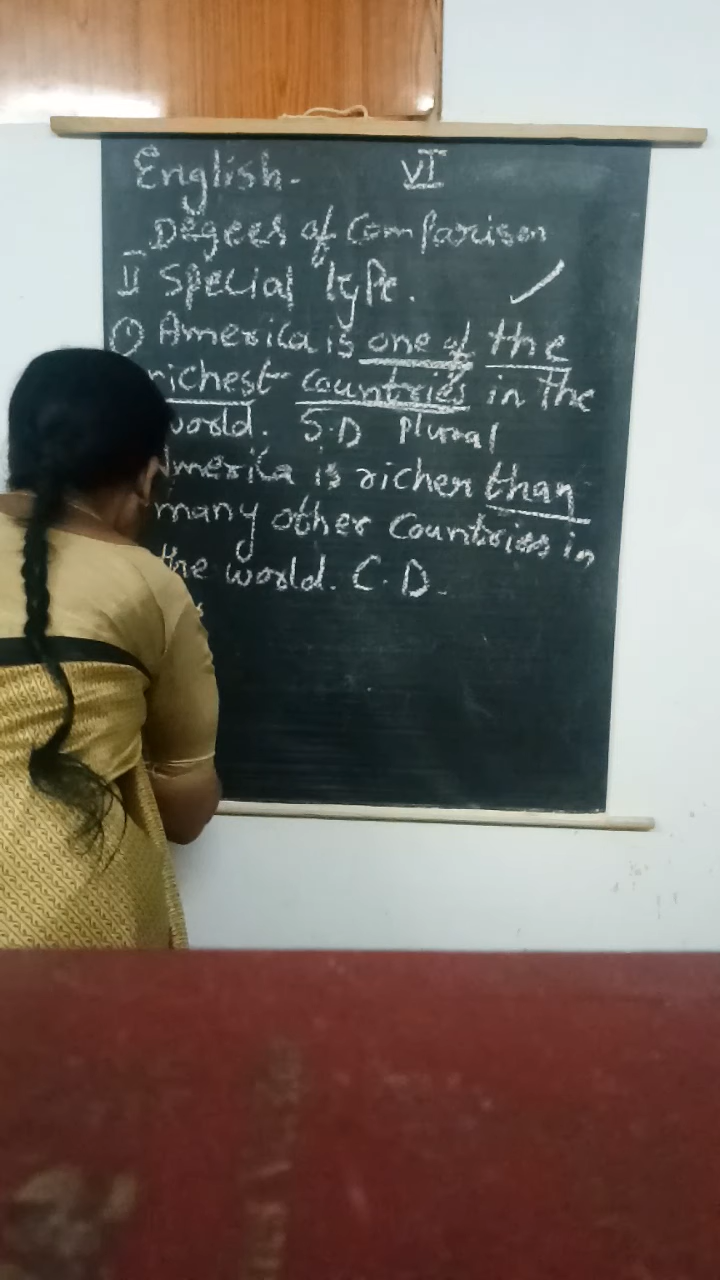 English- VI
Degees of Comparison
II Special type.
① America is one of the
richest countries in the
world. S.D plural
America is richer than
many other countries in
the world. C.D.